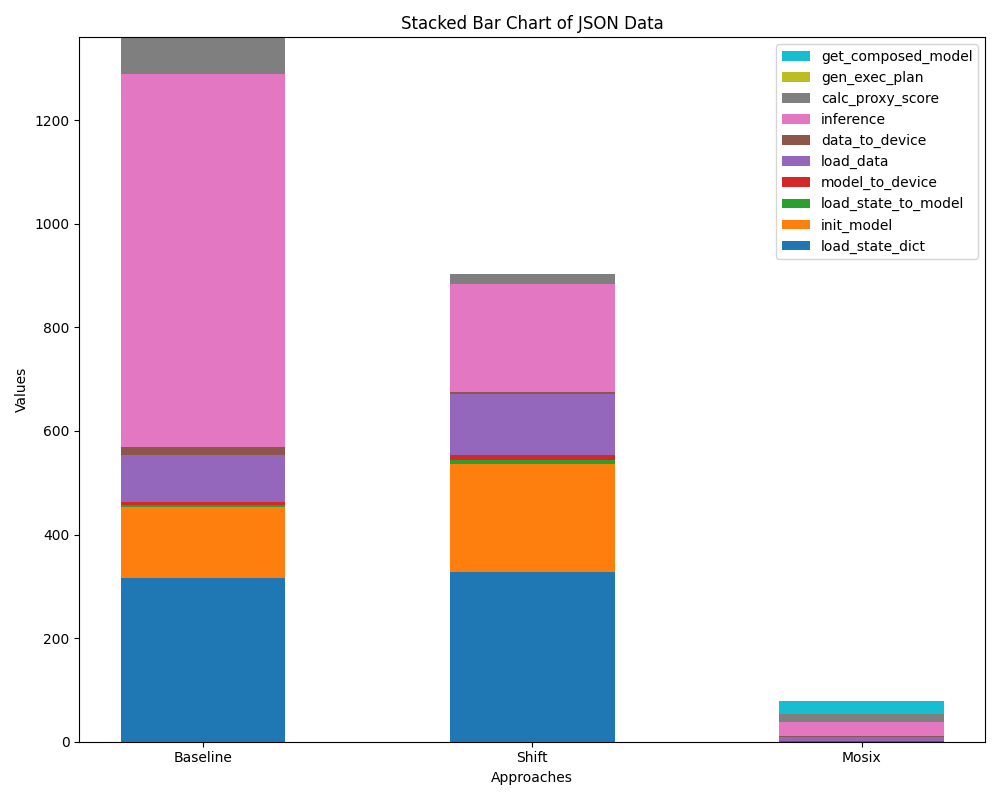 Stacked Bar Chart of JSON Data
get_composed_model
gen_exec_plan
calc_proxy_score
inference
data_to_device
load_data
model_to_device
load_state_to_model
init_model
load_state_dict
1200
1000
800
600
400
200
0
Values
Baseline
Shift
Mosix
Approaches